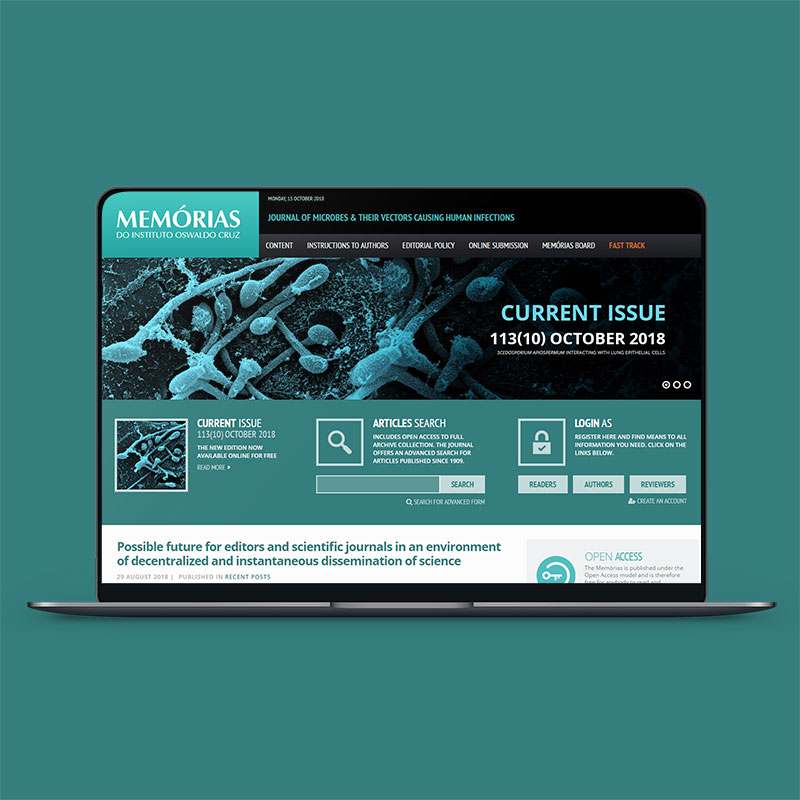 MEMÓRIAS
DO INSTITUTO OSWALDO CRUZ
MONDAY, 15 OCTOBER 2018
JOURNAL OF MICROBES & THEIR VECTORS CAUSING HUMAN INFECTIONS
CONTENT INSTRUCTIONS TO AUTHORS EDITORIAL POLICY ONLINE SUBMISSION MEMÓRIAS BOARD FAST TRACK
CURRENT ISSUE
113(10) OCTOBER 2018
SCEDOSPORIUM APIOSPERMUM INTERACTING WITH LUNG EPITHELIAL CELLS
CURRENT ISSUE
113(10) OCTOBER 2018
THE NEW EDITION NOW
AVAILABLE ONLINE FOR FREE
READ MORE
ARTICLES SEARCH
INCLUDES OPEN ACCESS TO FULL
ARCHIVE COLLECTION. THE JOURNAL
OFFERS AN ADVANCED SEARCH FOR
ARTICLES PUBLISHED SINCE 1909.
SEARCH
SEARCH FOR ADVANCED FORM
LOGIN AS
REGISTER HERE AND FIND MEANS TO ALL
INFORMATION YOU NEED. CLICK ON THE
LINKS BELOW.
READERS AUTHORS REVIEWERS
CREATE AN ACCOUNT
Possible future for editors and scientific journals in an environment
of decentralized and instantaneous dissemination of science
29 AUGUST 2018 | PUBLISHED IN RECENT POSTS
OPEN ACCESS
The Memórias is published under the
Open Access model and is therefore
free for anybody to read and